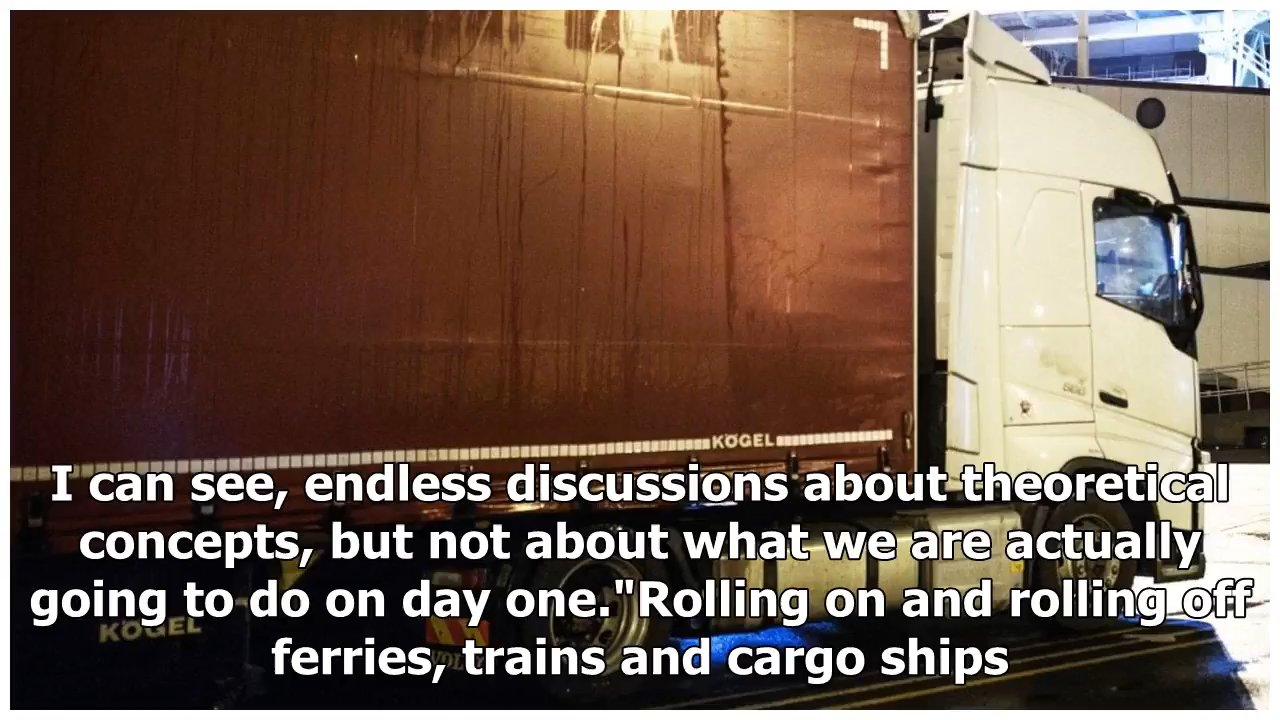 KÖGEL
I can see, endless discussions about theoretical
concepts, but not about what we are actually
going to do on day one."Rolling on and rolling off
KÖGEL
ferries, trains and cargo ships